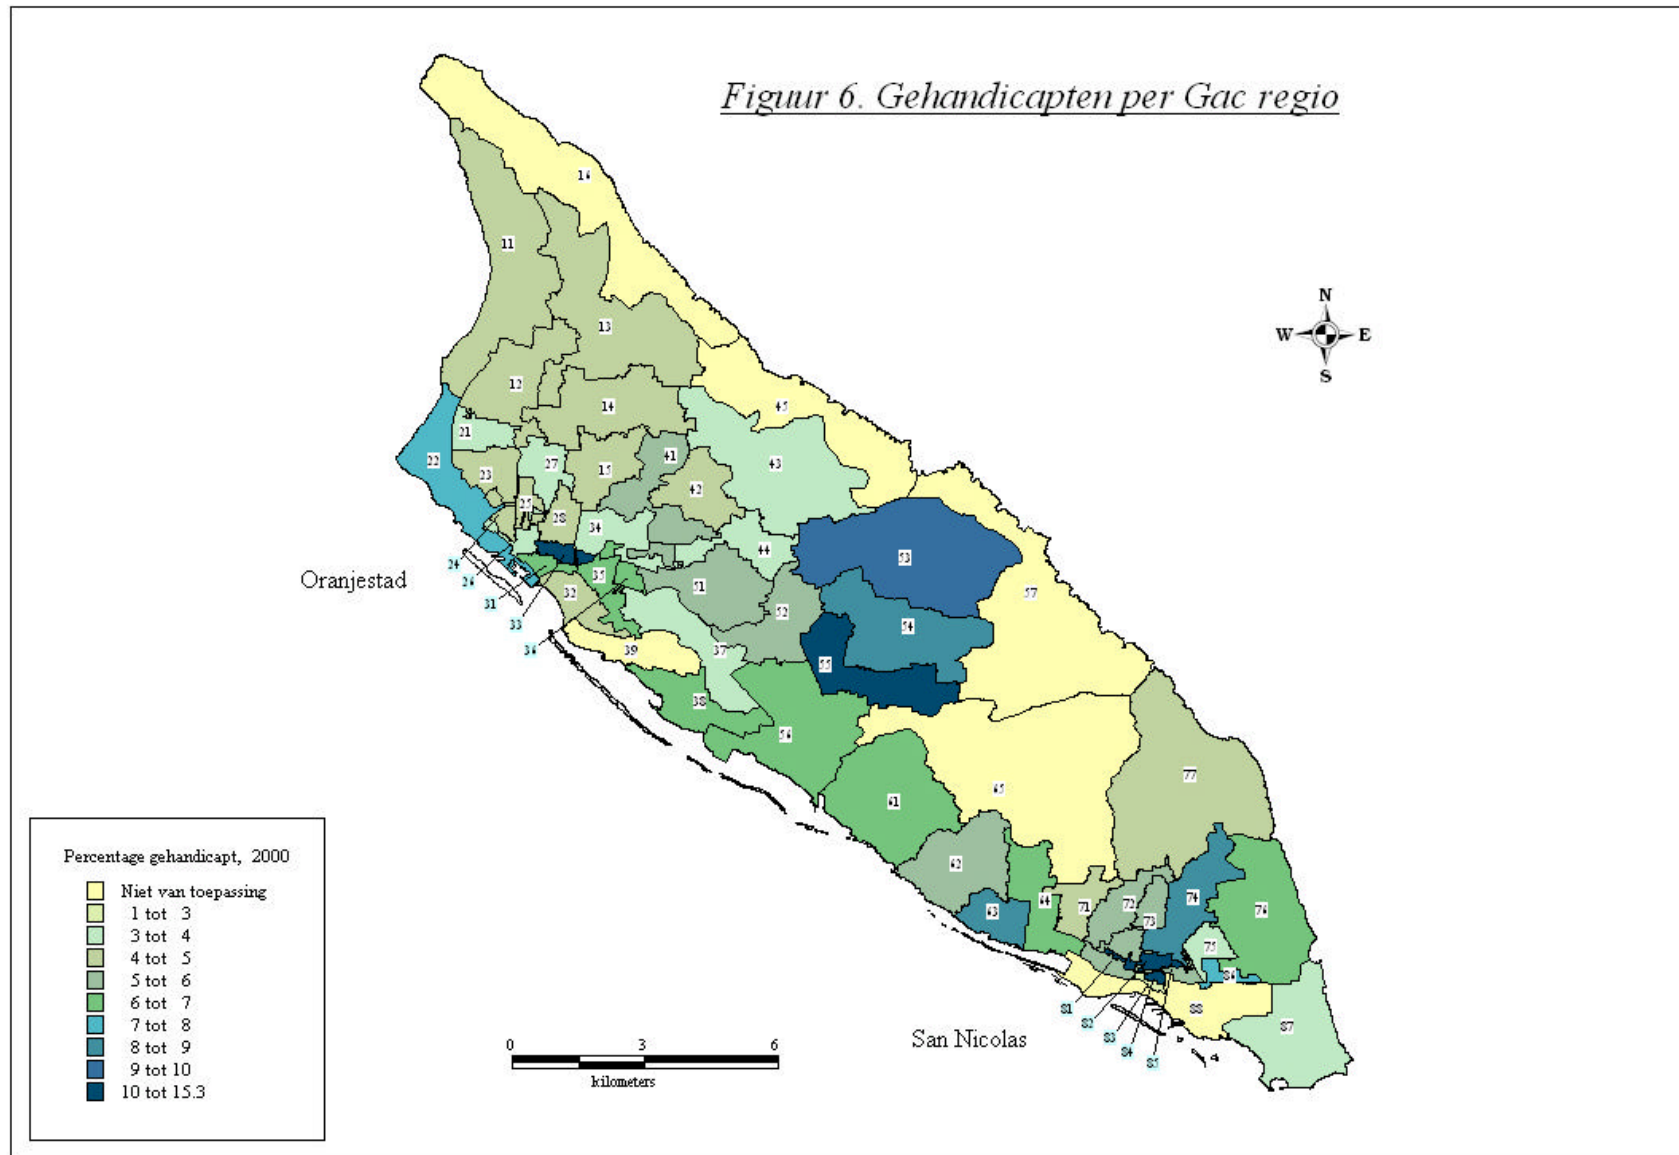 Figuur 6. Gehandicapten per Gac regio
16
11
13
12
14
45
21
22
23
27
15
41
42
43
25
28
34
44
24
26
31
33
36
35
32
51
52
53
54
55
57
39
37
38
56
61
65
77
62
63
64
71
72
73
74
75
76
86
81
82
83
84
85
88
87
N
W E
S
Oranjestad
San Nicolas
0 3 6
kilometers
Percentage gehandicapt, 2000
Niet van toepassing
1 tot 3
3 tot 4
4 tot 5
5 tot 6
6 tot 7
7 tot 8
8 tot 9
9 tot 10
10 tot 15.3